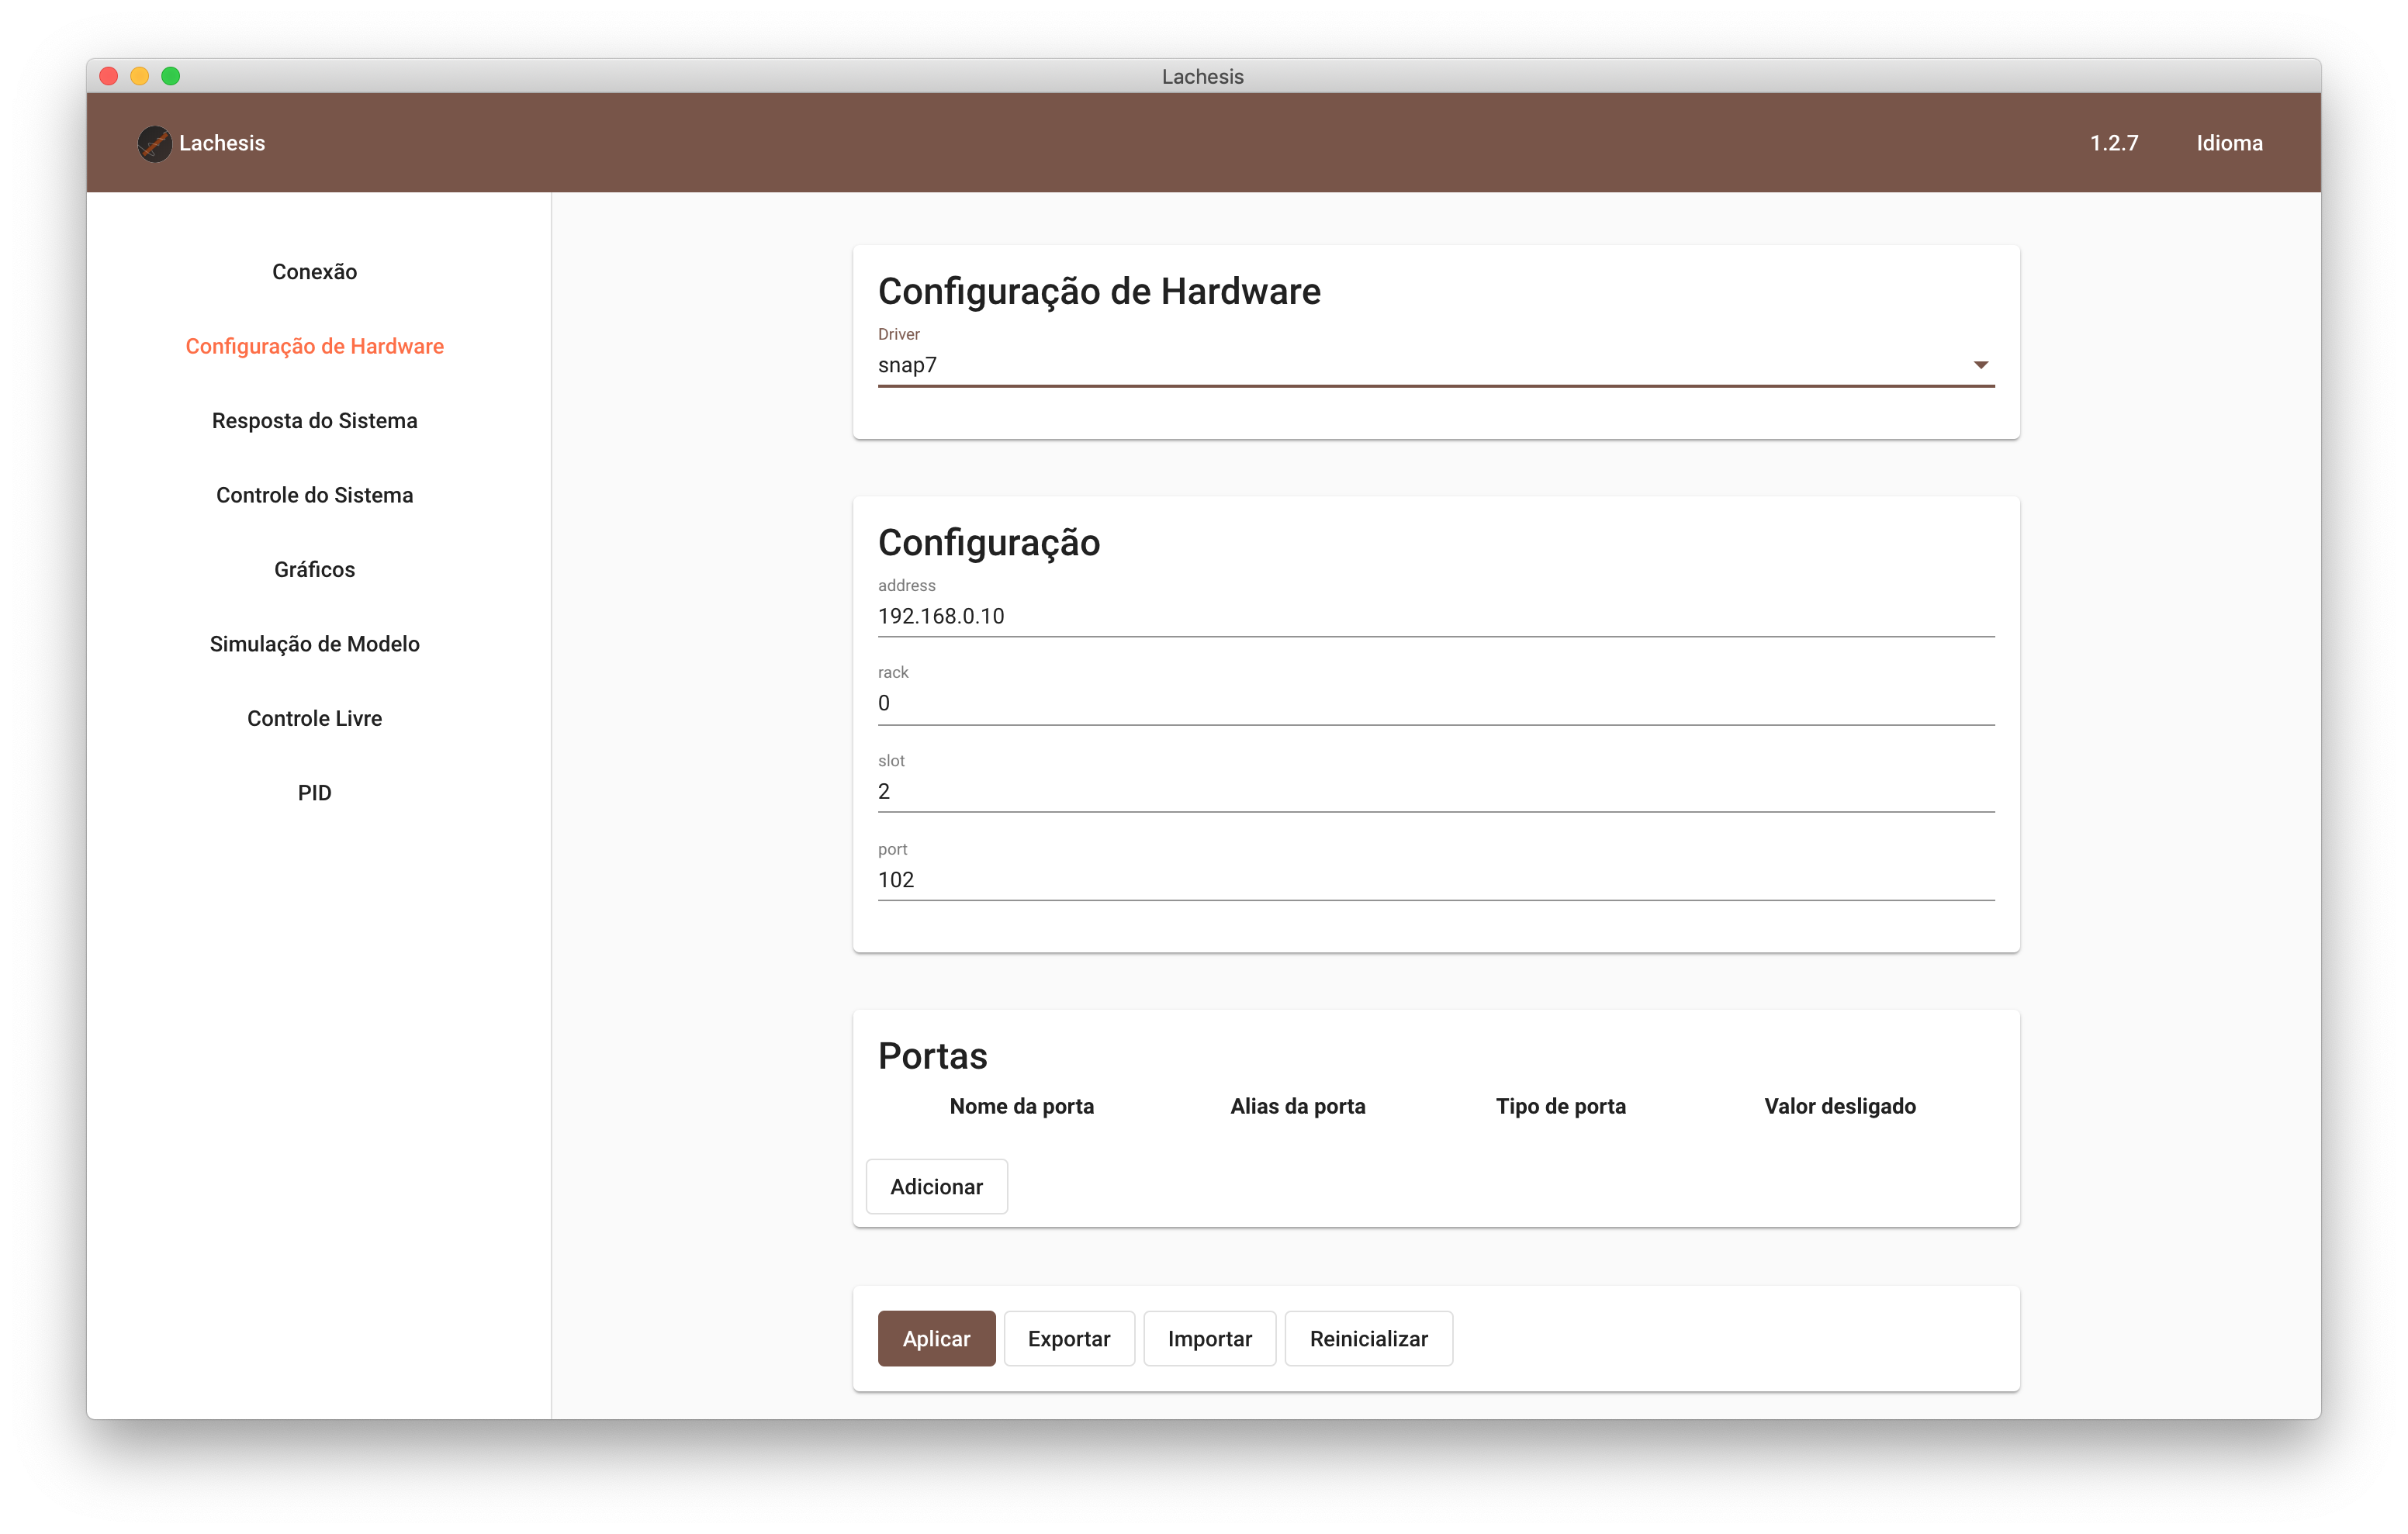 Lachesis
Lachesis
1.2.7 Idioma
Conexão
Configuração de Hardware
Resposta do Sistema
Controle do Sistema
Gráficos
Simulação de Modelo
Controle Livre
PID
Configuração de Hardware
Driver
snap7
Configuração
address
192.168.0.10
rack
0
slot
2
port
102
Portas
Nome da porta Alias da porta Tipo de porta Valor desligado
Adicionar
Aplicar Exportar Importar Reinicializar